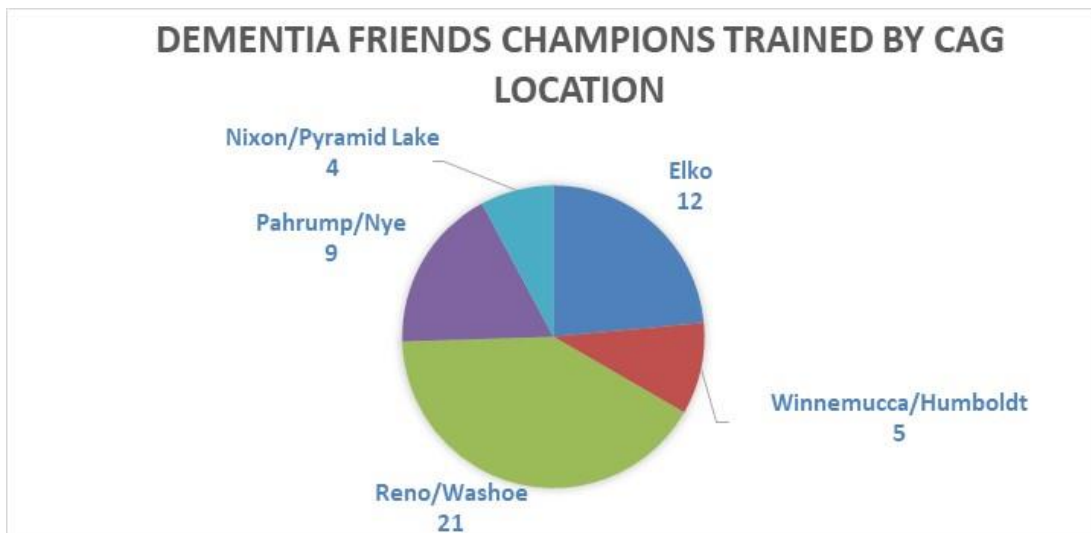 DEMENTIA FRIENDS CHAMPIONS TRAINED BY CAG
LOCATION
Nixon/Pyramid Lake
4
Elko
12
Pahrump/Nye
9
Winnemucca/Humboldt
5
Reno/Washoe
21